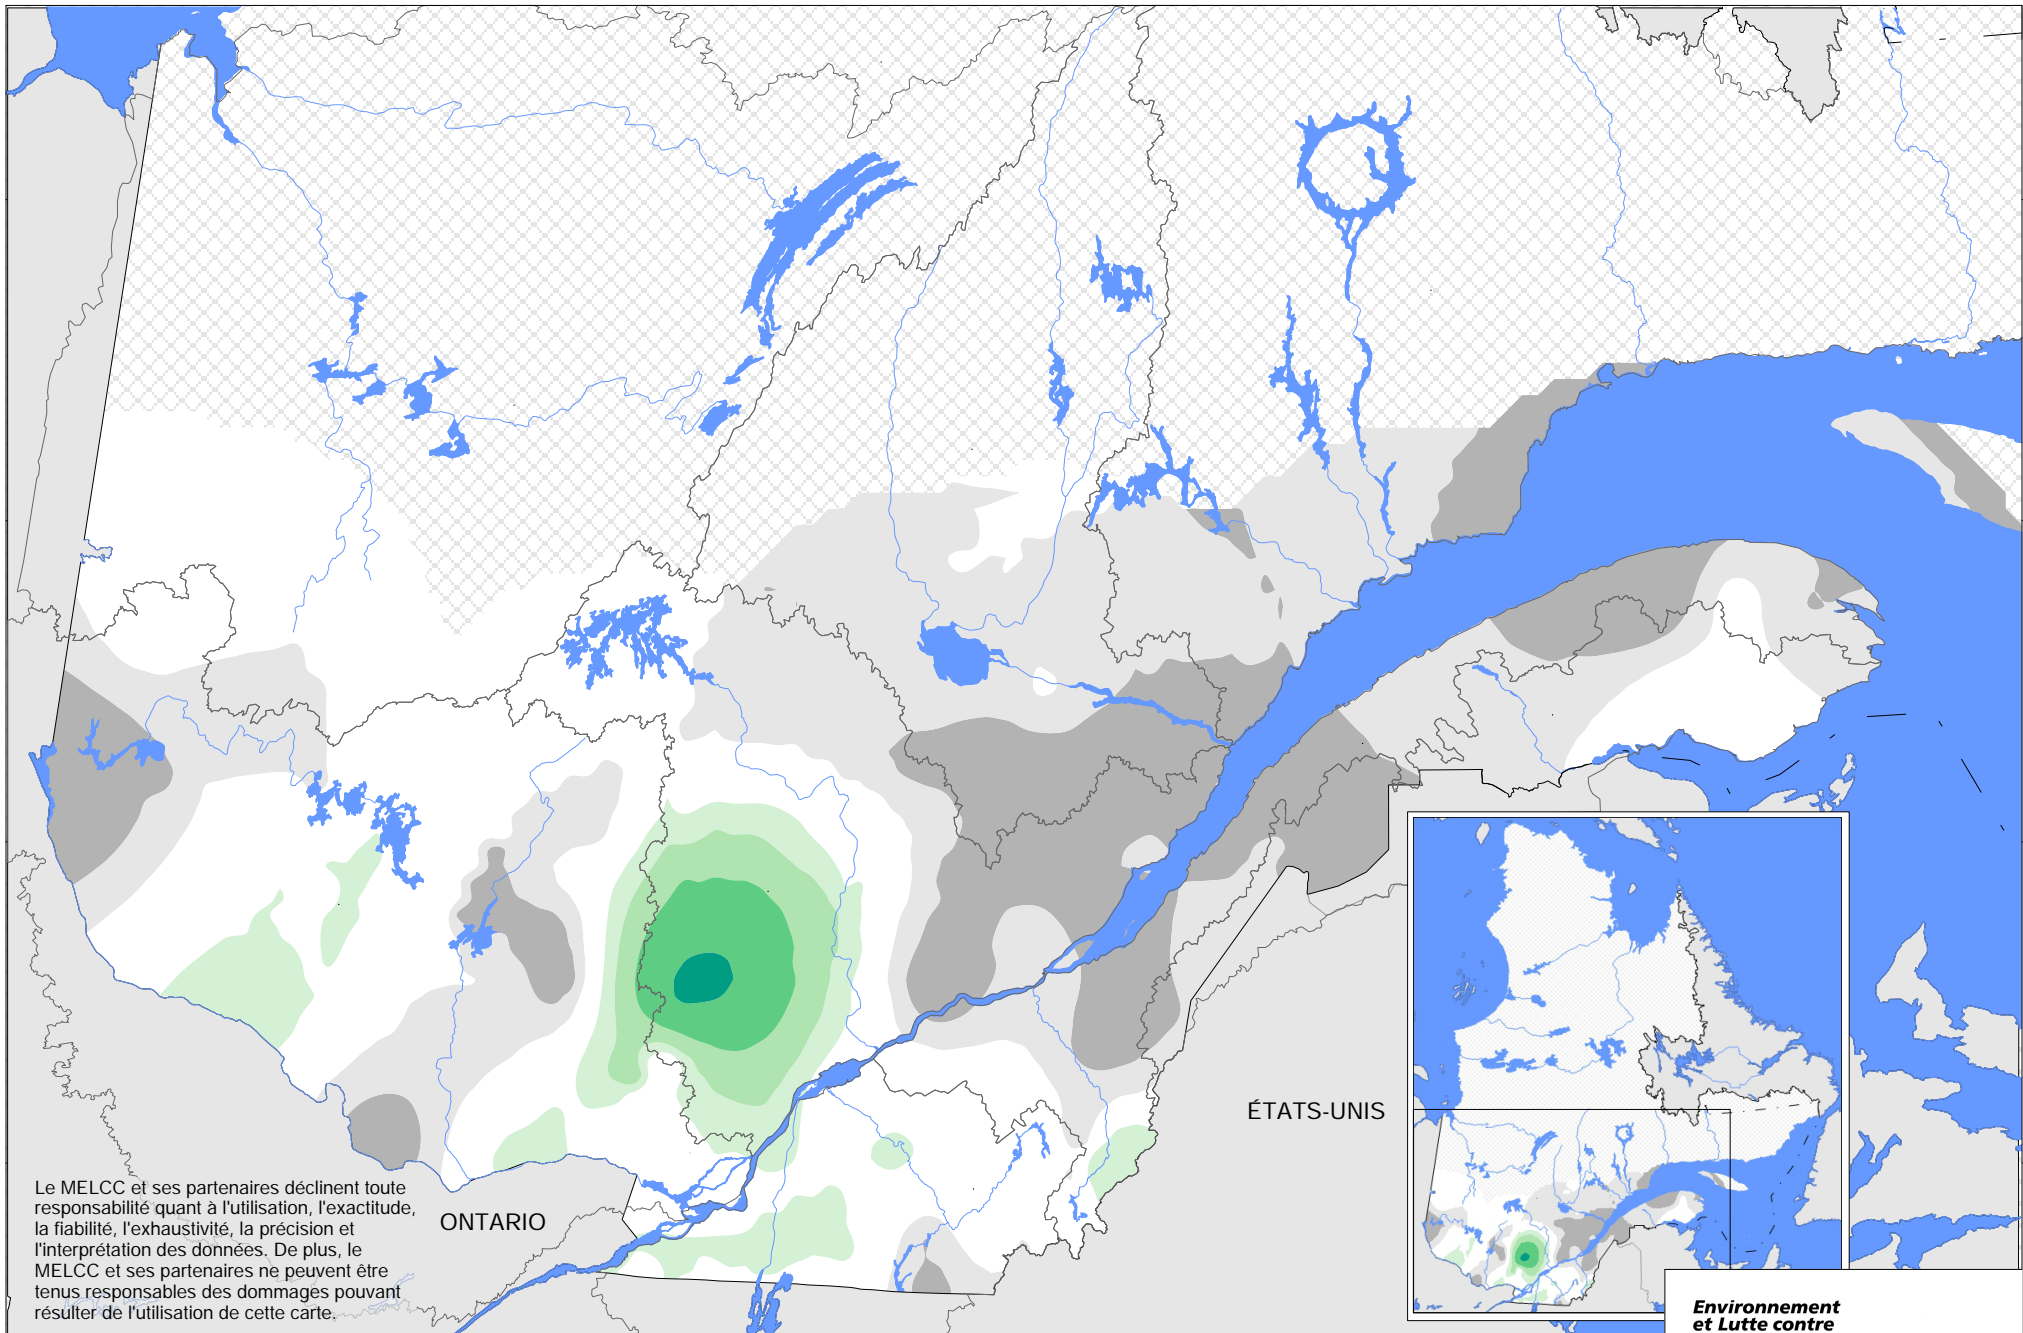 ÉTATS-UNIS
Le MELCC et ses partenaires déclinent toute
responsabilité quant à l'utilisation, l'exactitude,
la fiabilité, l'exhaustivité, la précision et
l'interprétation des données. De plus, le
MELCC et ses partenaires ne peuvent être
tenus responsables des dommages pouvant
résulter de l'utilisation de cette carte.
ONTARIO
Environnement
et Lutte contre